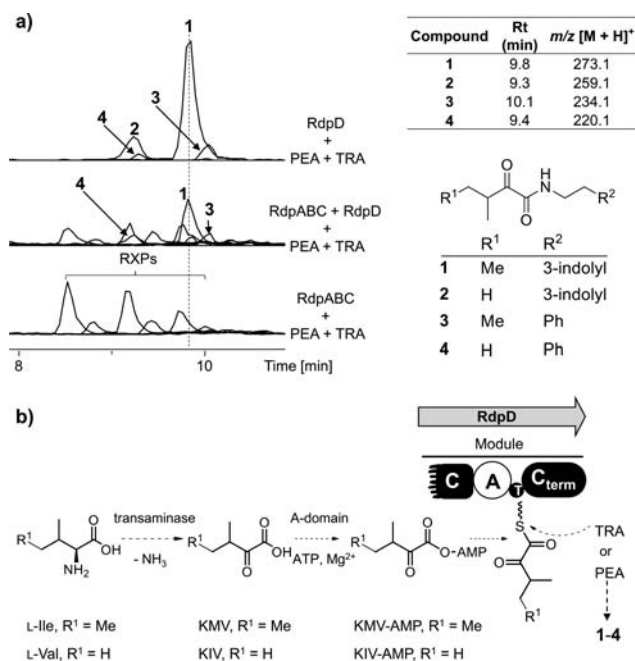 a)
1
3
4 2
RdpD
+
PEA + TRA
4 1 3
RdpABC + RdpD
+
PEA + TRA
RXPs
RdpABC
+
PEA + TRA
8 10 Time [min]
Compound Rt (min) m/z [M + H]+
1 9.8 273.1
2 9.3 259.1
3 10.1 234.1
4 9.4 220.1
O
R1 H N R2
O
R1 R2
1 Me 3-indolyl
2 H 3-indolyl
3 Me Ph
4 H Ph
b)
RdpD
Module
C A T Cterm
R1 O OH NH2
transaminase
- NH3
R1 O OH O
A-domain
ATP, Mg2+
R1 O O-AMP O
S O O R1
TRA
or
PEA
1-4
L-Ile, R1 = Me KMV, R1 = Me KMV-AMP, R1 = Me
L-Val, R1 = H KIV, R1 = H KIV-AMP, R1 = H